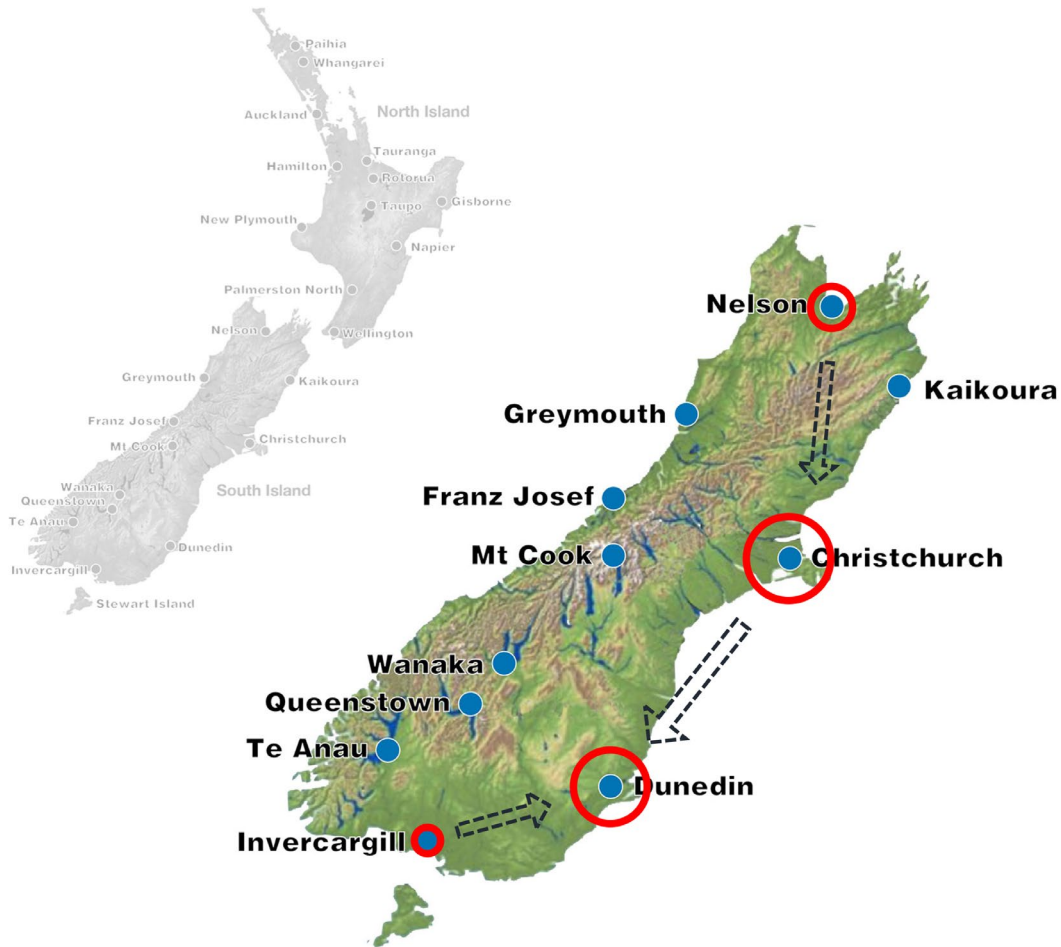 Paihia
Whangarei
Auckland
North Island
Tauranga
Hamilton
Rotorua
Taupo
Gisborne
New Plymouth
Napier
Palmerston North
Nelson
Wellington
Greymouth
Kaikoura
Franz Josef
Mt Cook
Christchurch
Wanaka
South Island
Queenstown
Te Anau
Dunedin
Invercargill
Stewart Island
Nelson
Kaikoura
Greymouth
Franz Josef
Mt Cook
Christchurch
Wanaka
Queenstown
Te Anau
Dunedin
Invercargill